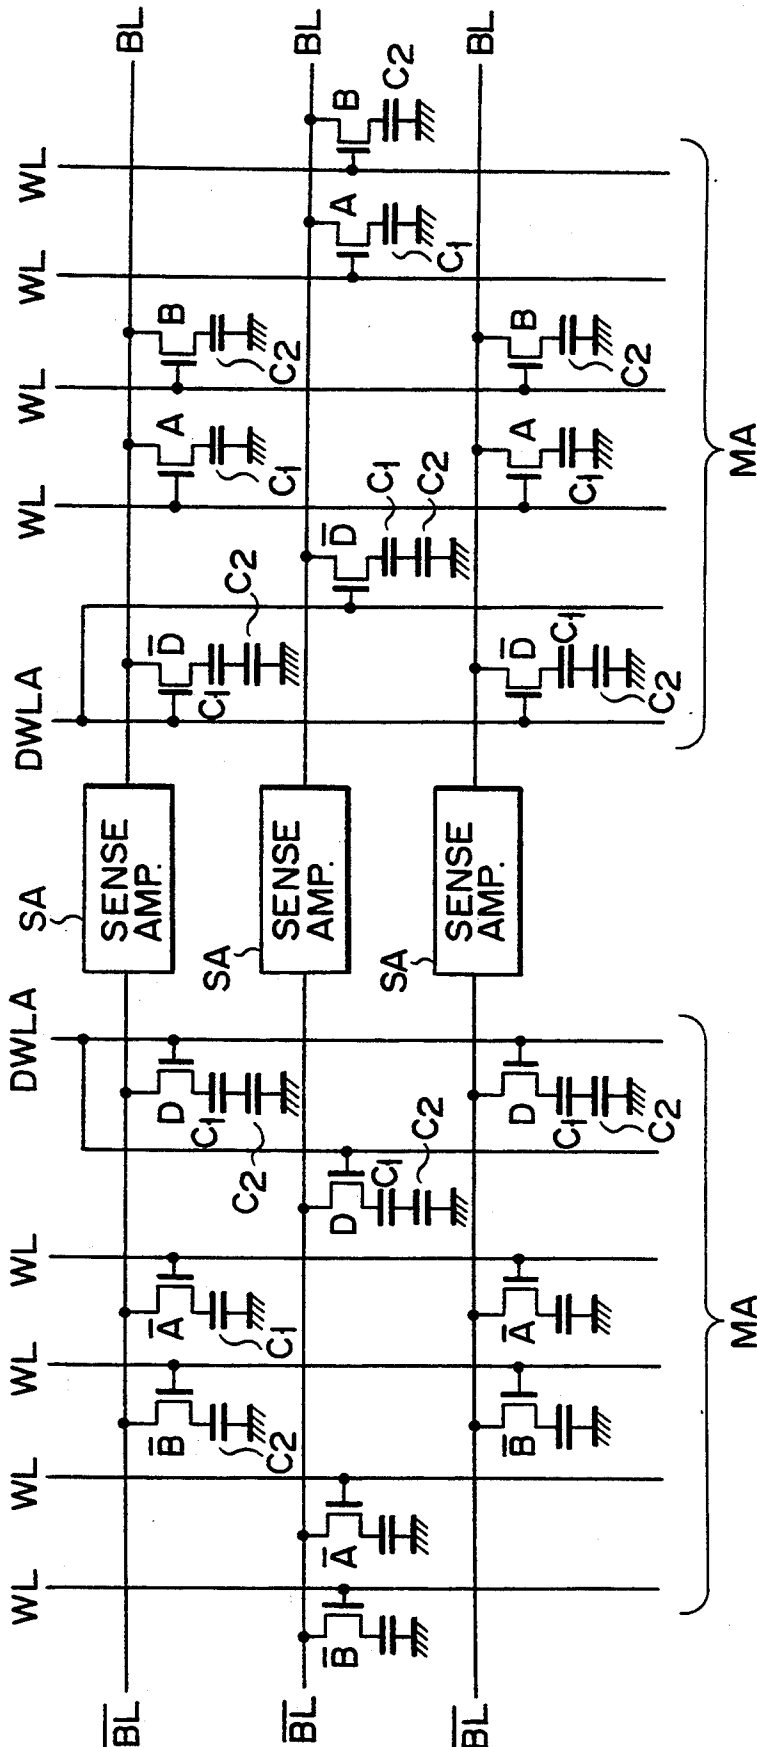 WL WL WL WL DWLA SA DWLA WL WL WL WL
B̅L̅ SENSE AMP. BL
B̅ A̅ D D̅ A B
C1 C1
C2 C2
C2 C1 C1 C2
SA
B̅L̅ SENSE AMP. BL
B̅ A̅ D D̅ A B
C1 C1 C2
C2 C2 C1
SA
B̅L̅ SENSE AMP. BL
B̅ A̅ D D̅ A B
C1 C1 C1
C2 C2 C2
MA MA